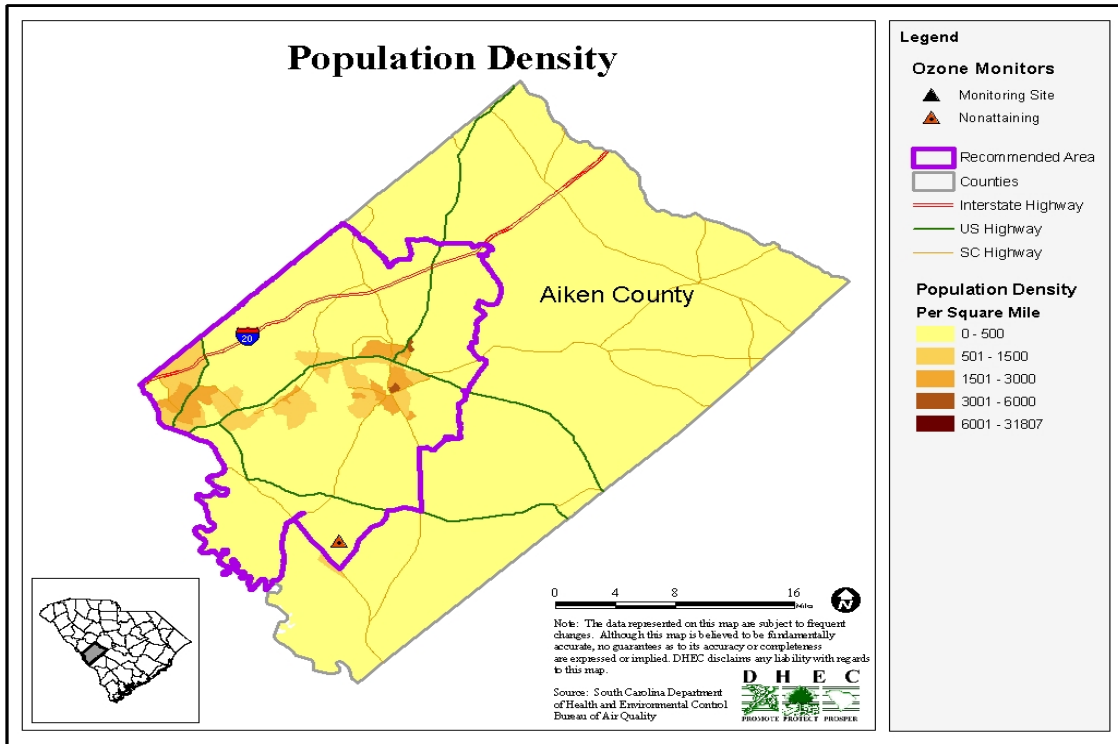 Population Density
Aiken County
20
0 4 8 16
Miles
N
Note: The data represented on this map are subject to frequent
changes. Although this map is believed to be fundamentally
accurate, no guarantees as to its accuracy or completeness
are expressed or implied. DHEC disclaims any liability with regards
to this map.
Source: South Carolina Department
of Health and Environmental Control
Bureau of Air Quality
D H E C
PROMOTE PROTECT PROSPER
Legend
Ozone Monitors
Monitoring Site
Nonattaining
Recommended Area
Counties
Interstate Highway
US Highway
SC Highway
Population Density
Per Square Mile
0 - 500
501 - 1500
1501 - 3000
3001 - 6000
6001 - 31807